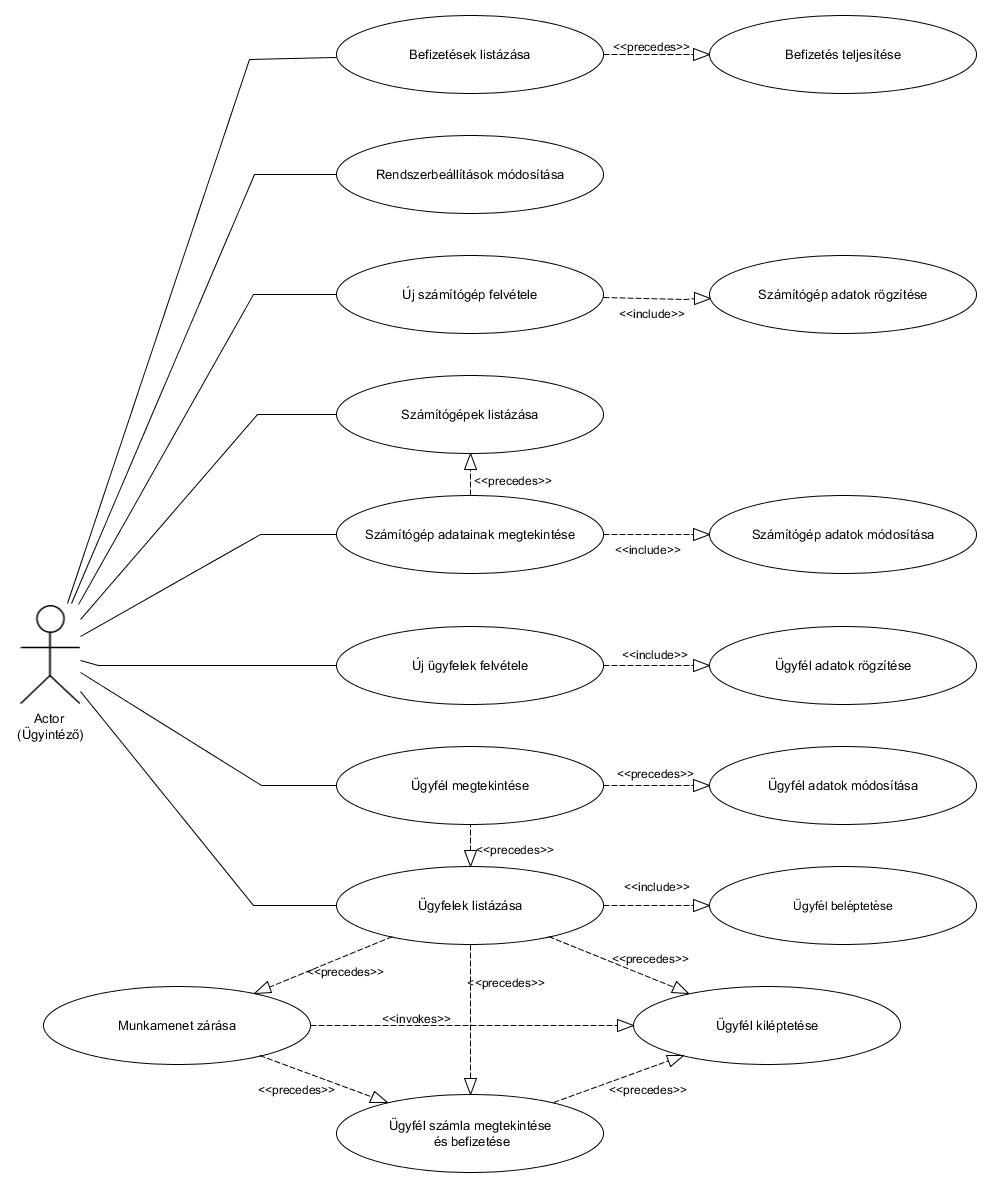 Befizetések listázása
<<precedes>>
Befizetés teljesítése
Rendszerbeállítások módosítása
Új számítógép felvétele
<<include>>
Számítógép adatok rögzítése
Számítógépek listázása
<<precedes>>
Számítógép adatainak megtekintése
<<include>>
Számítógép adatok módosítása
Actor
(Ügyintéző)
Új ügyfelek felvétele
<<include>>
Ügyfél adatok rögzítése
Ügyfél megtekintése
<<precedes>>
Ügyfél adatok módosítása
<<precedes>>
Ügyfelek listázása
<<include>>
Ügyfél beléptetése
<<precedes>>
<<precedes>>
<<precedes>>
Munkamenet zárása
<<invokes>>
Ügyfél kiléptetése
<<precedes>>
<<precedes>>
Ügyfél számla megtekintése
és befizetése